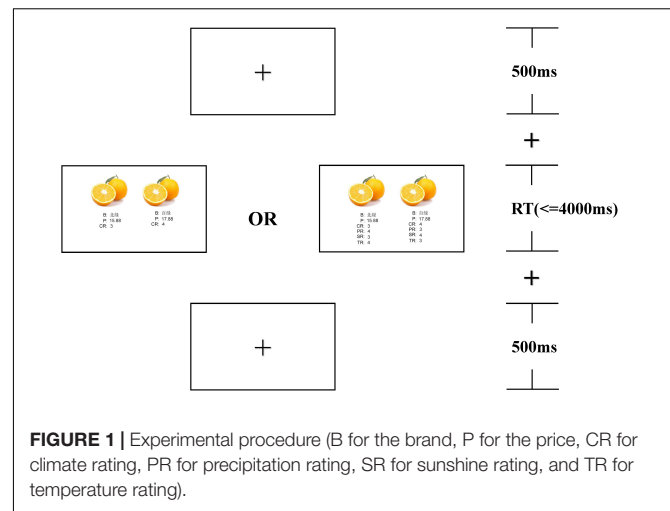 +
500ms
+
B:
P: 15.88
CR: 3
B:
P: 17.88
CR: 4
OR
B:
P: 15.88
CR: 3
PR: 4
SR: 3
TR: 4
B:
P: 17.88
CR: 4
PR: 3
SR: 4
TR: 3
RT(<=4000ms)
+
+
500ms
FIGURE 1 | Experimental procedure (B for the brand, P for the price, CR for
climate rating, PR for precipitation rating, SR for sunshine rating, and TR for
temperature rating).